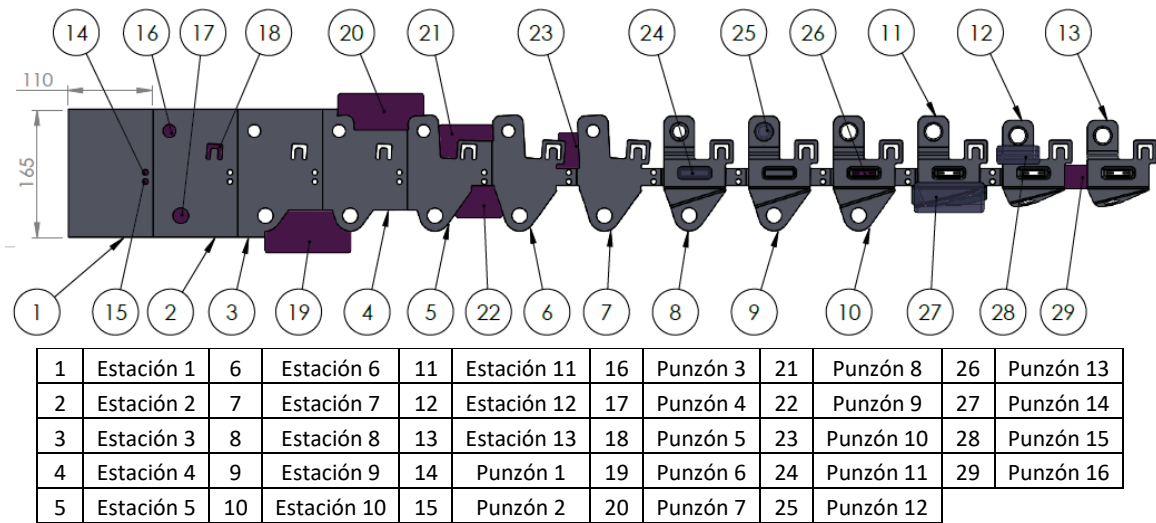 14 16 17 18 20 21 23 24 25 26 11 12 13
110
165
1 15 2 3 19 4 5 22 6 7 8 9 10 27 28 29
1 Estación 1 6 Estación 6 11 Estación 11 16 Punzón 3 21 Punzón 8 26 Punzón 13
2 Estación 2 7 Estación 7 12 Estación 12 17 Punzón 4 22 Punzón 9 27 Punzón 14
3 Estación 3 8 Estación 8 13 Estación 13 18 Punzón 5 23 Punzón 10 28 Punzón 15
4 Estación 4 9 Estación 9 14 Punzón 1 19 Punzón 6 24 Punzón 11 29 Punzón 16
5 Estación 5 10 Estación 10 15 Punzón 2 20 Punzón 7 25 Punzón 12